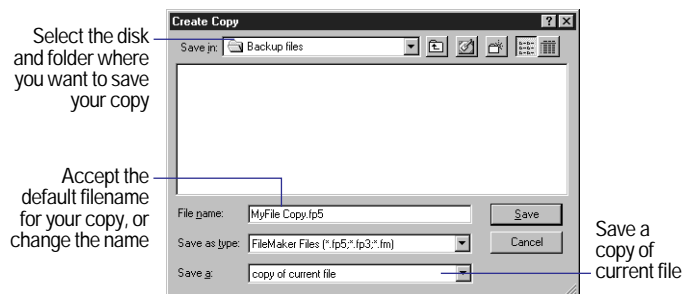 Create Copy
Select the disk
and folder where
you want to save
your copy
Save in: Backup files
Accept the
default filename
for your copy, or
change the name
File name: MyFile Copy.fp5 Save
Save as type: FileMaker Files (*.fp5;*.fp3;*.fm) Cancel
Save a: copy of current file
Save a
copy of
current file